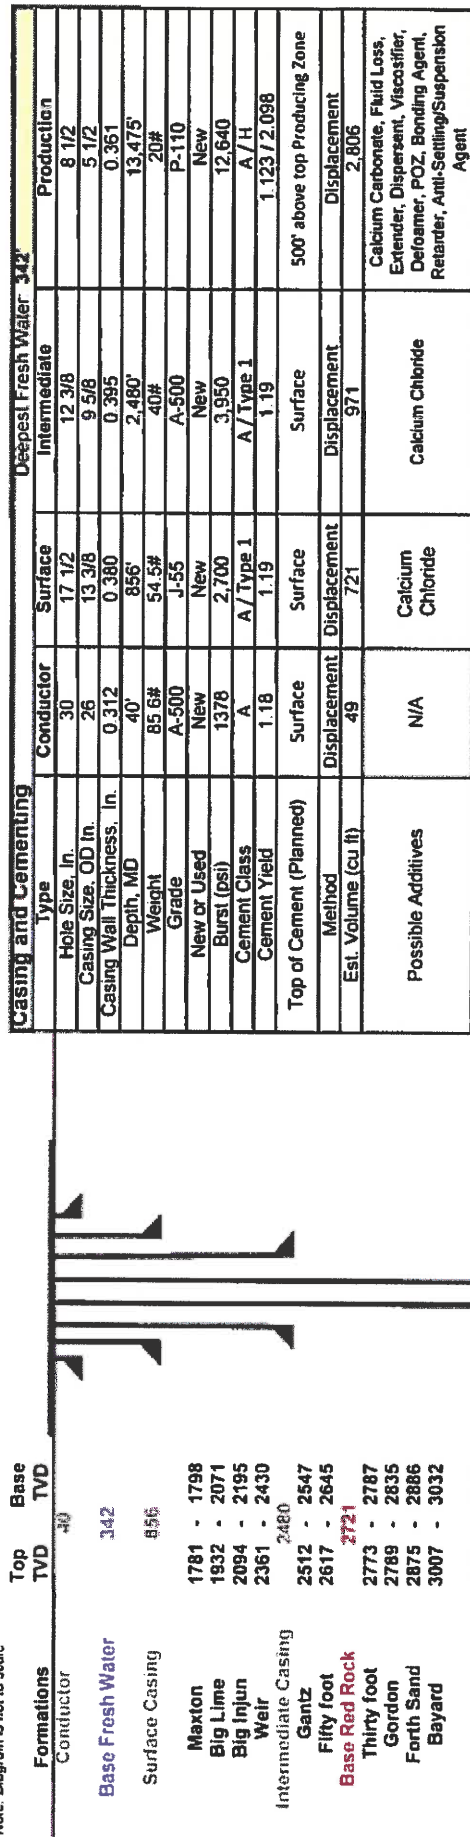 Note: Diagram is not to scale
Top Base
Formations TVD TVD
Conductor 40
Base Fresh Water 342
Surface Casing 856
Maxton 1781 - 1798
Big Lime 1932 - 2071
Big Injun 2094 - 2195
Weir 2361 - 2430
Intermediate Casing 2480
Gantz 2512 - 2547
Fifty foot 2617 - 2645
Base Red Rock 2721
Thirty foot 2773 - 2787
Gordon 2789 - 2835
Forth Sand 2875 - 2886
Bayard 3007 - 3032
Casing and Cementing Deepest Fresh Water 342'
Type Conductor Surface Intermediate Production
Hole Size, In. 30 17 1/2 12 3/8 8 1/2
Casing Size, OD In. 26 13 3/8 9 5/8 5 1/2
Casing Wall Thickness, In. 0.312 0.380 0.395 0.361
Depth, MD 40' 856' 2,480' 13,475'
Weight 85.6# 54.5# 40# 20#
Grade A-500 J-55 A-500 P-110
New or Used New New New New
Burst (psi) 1378 2,700 3,950 12,640
Cement Class A A / Type 1 A / Type 1 A / H
Cement Yield 1.18 1.19 1.19 1.123 / 2.098
Top of Cement (Planned) Surface Surface Surface 500' above top Producing Zone
Method Displacement Displacement Displacement Displacement
Est. Volume (cu ft) 49 721 971 2,806
Possible Additives N/A Calcium Chloride Calcium Chloride Calcium Carbonate, Fluid Loss,
Extender, Dispersent, Viscosifier,
Defoamer, POZ, Bonding Agent,
Retarder, Anti-Settling/Suspension
Agent